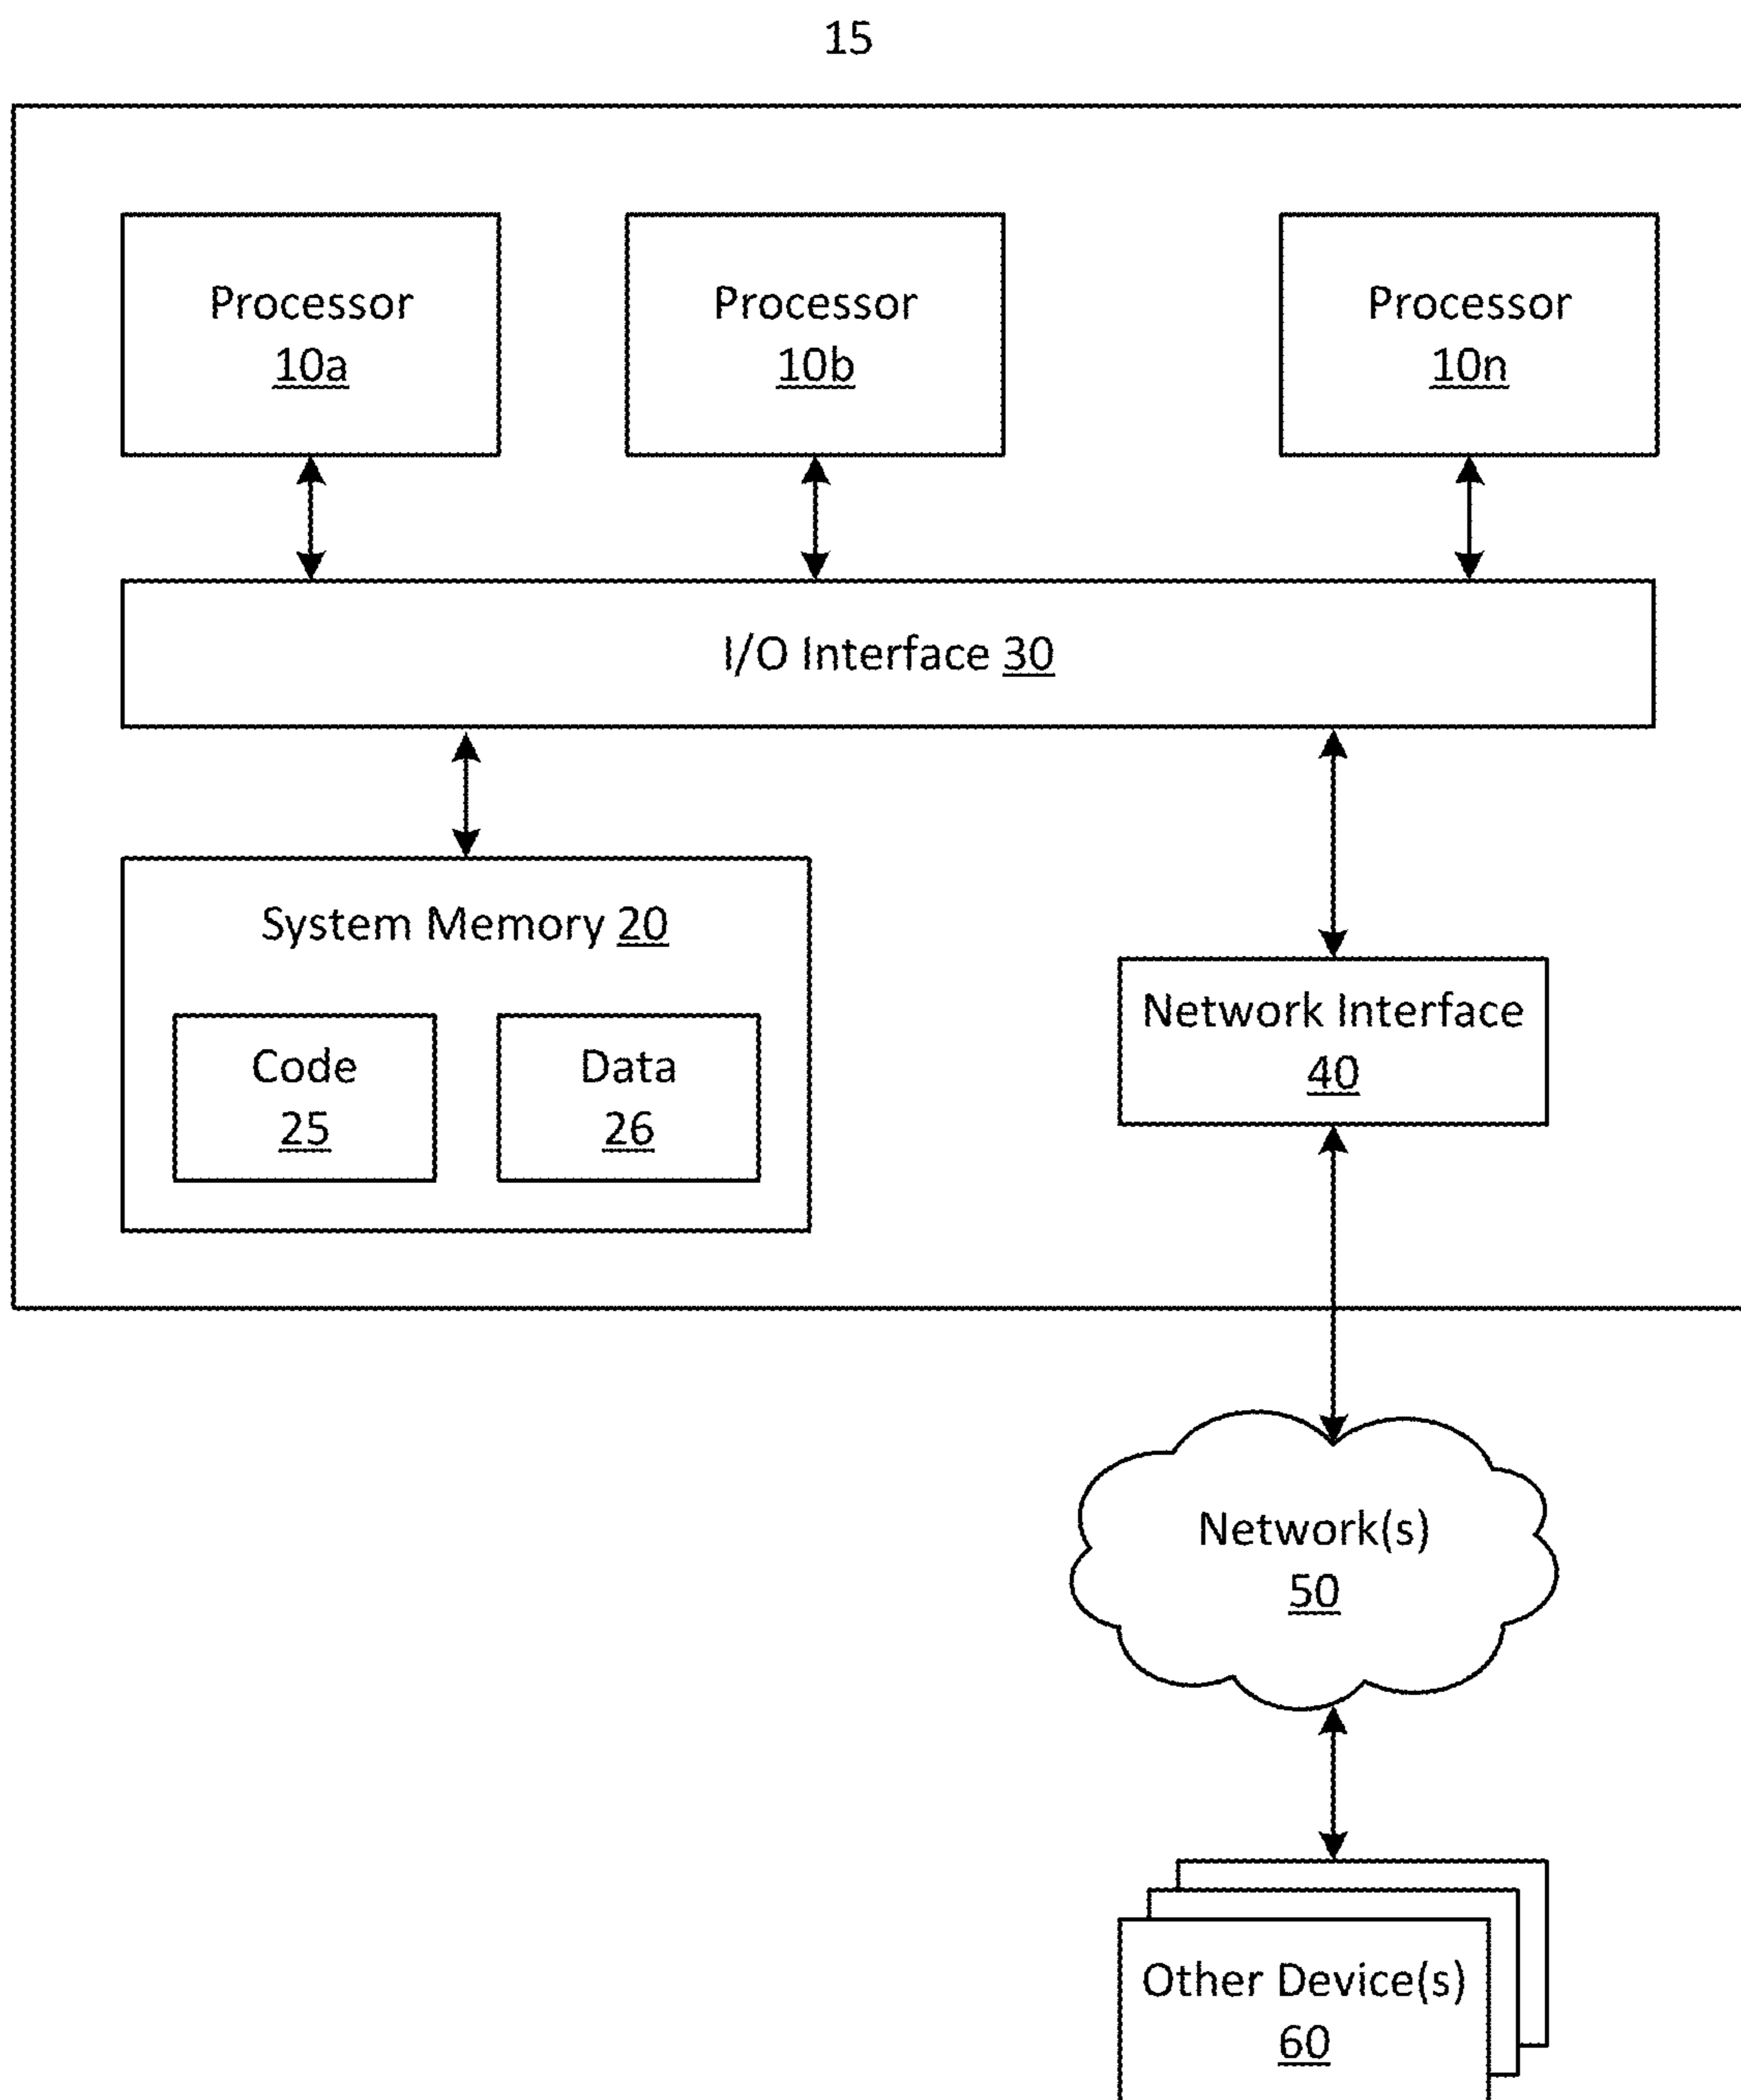 15
Processor
10a
Processor
10b
Processor
10n
I/O Interface 30
System Memory 20
Code
25
Data
26
Network Interface
40
Network(s)
50
Other Device(s)
60